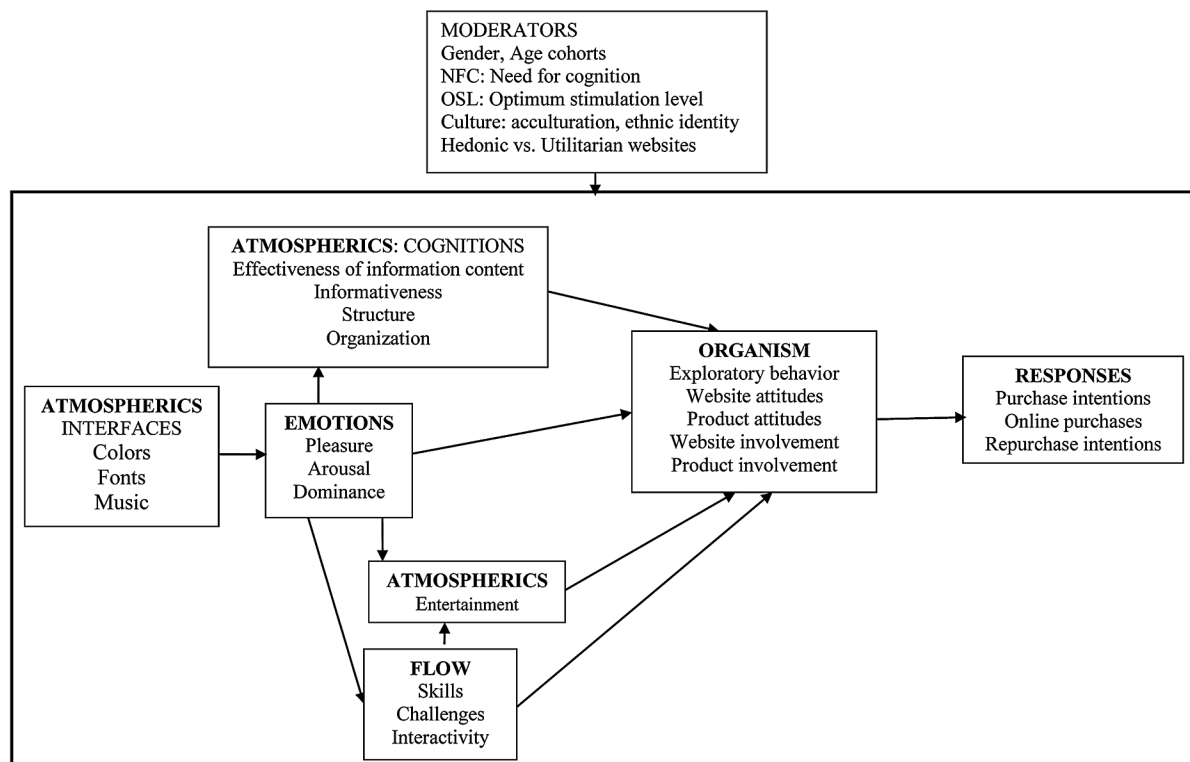 MODERATORS
Gender, Age cohorts
NFC: Need for cognition
OSL: Optimum stimulation level
Culture: acculturation, ethnic identity
Hedonic vs. Utilitarian websites
ATMOSPHERICS: COGNITIONS
Effectiveness of information content
Informativeness
Structure
Organization
ATMOSPHERICS
INTERFACES
Colors
Fonts
Music
EMOTIONS
Pleasure
Arousal
Dominance
ORGANISM
Exploratory behavior
Website attitudes
Product attitudes
Website involvement
Product involvement
RESPONSES
Purchase intentions
Online purchases
Repurchase intentions
ATMOSPHERICS
Entertainment
FLOW
Skills
Challenges
Interactivity